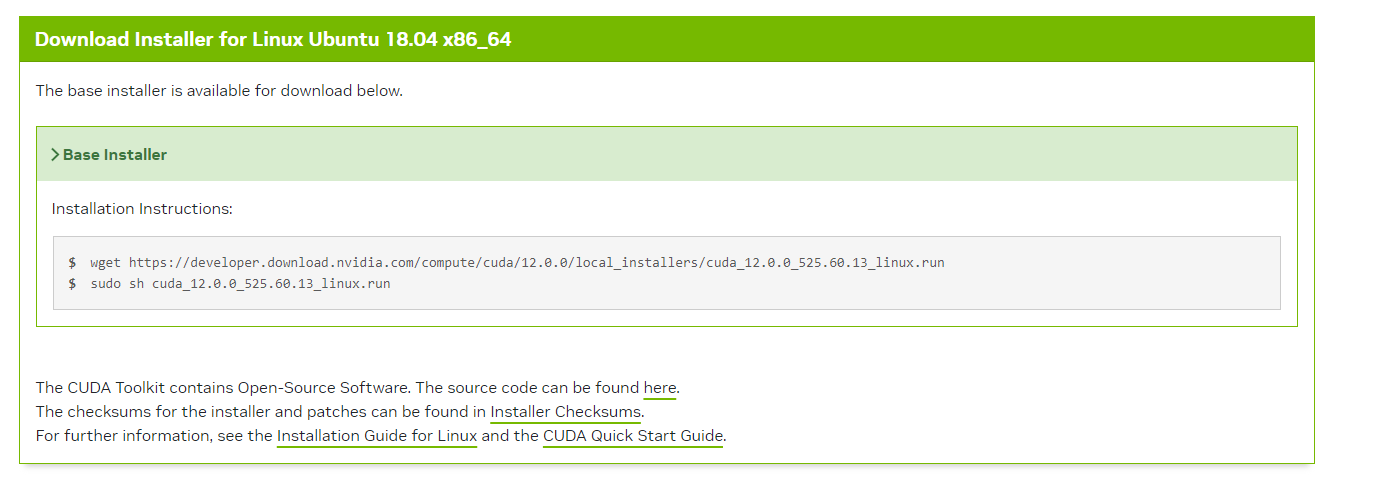 Download Installer for Linux Ubuntu 18.04 x86_64
The base installer is available for download below.
Base Installer
Installation Instructions:
$ wget https://developer.download.nvidia.com/compute/cuda/12.0.0/local_installers/cuda_12.0.0_525.60.13_linux.run
$ sudo sh cuda_12.0.0_525.60.13_linux.run
The CUDA Toolkit contains Open-Source Software. The source code can be found here.
The checksums for the installer and patches can be found in Installer Checksums.
For further information, see the Installation Guide for Linux and the CUDA Quick Start Guide.